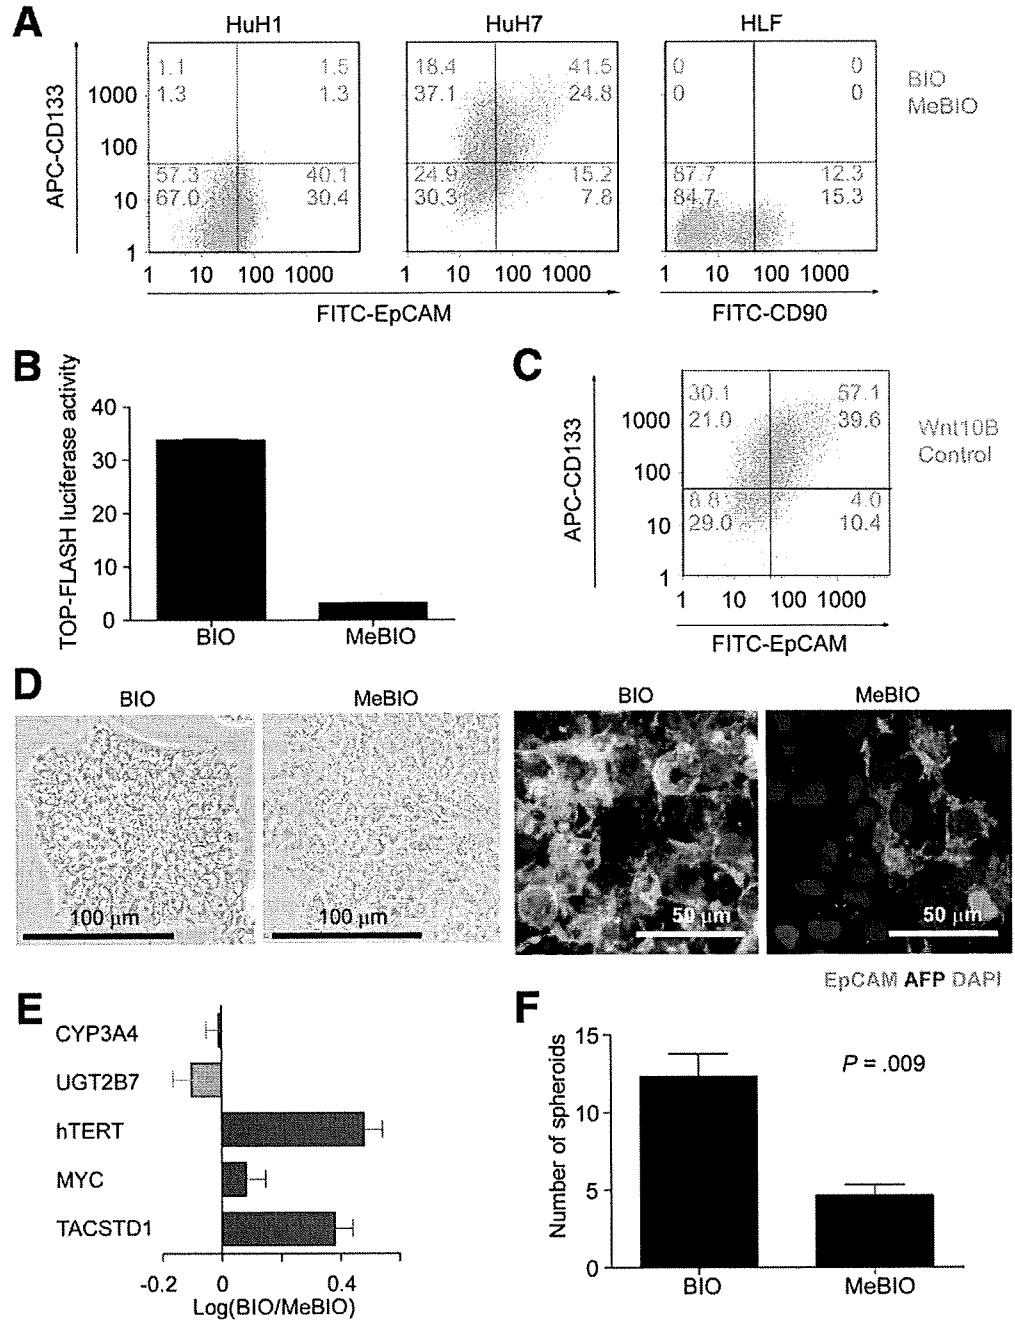 A
HuH1
HuH7
HLF
APC-CD133
1000
100
10
1
1.1 1.5
1.3 1.3
57.3 40.1
67.0 30.4
18.4 41.5
37.1 24.8
24.9 15.2
30.3 7.8
0 0
0 0
87.7 12.3
84.7 15.3
BIO
MeBIO
1 10 100 1000
1 10 100 1000
1 10 100 1000
FITC-EpCAM
FITC-CD90
B
TOP-FLASH luciferase activity
40
30
20
10
0
BIO
MeBIO
C
APC-CD133
1000
100
10
1
30.1 57.1
21.0 39.6
8.8 4.0
29.0 10.4
Wnt10B
Control
1 10 100 1000
FITC-EpCAM
D
BIO
MeBIO
BIO
MeBIO
100 µm
100 µm
50 µm
50 µm
EpCAM AFP DAPI
E
CYP3A4
UGT2B7
hTERT
MYC
TACSTD1
-0.2 0 0.4
Log(BIO/MeBIO)
F
Number of spheroids
15
10
5
0
P = .009
BIO
MeBIO